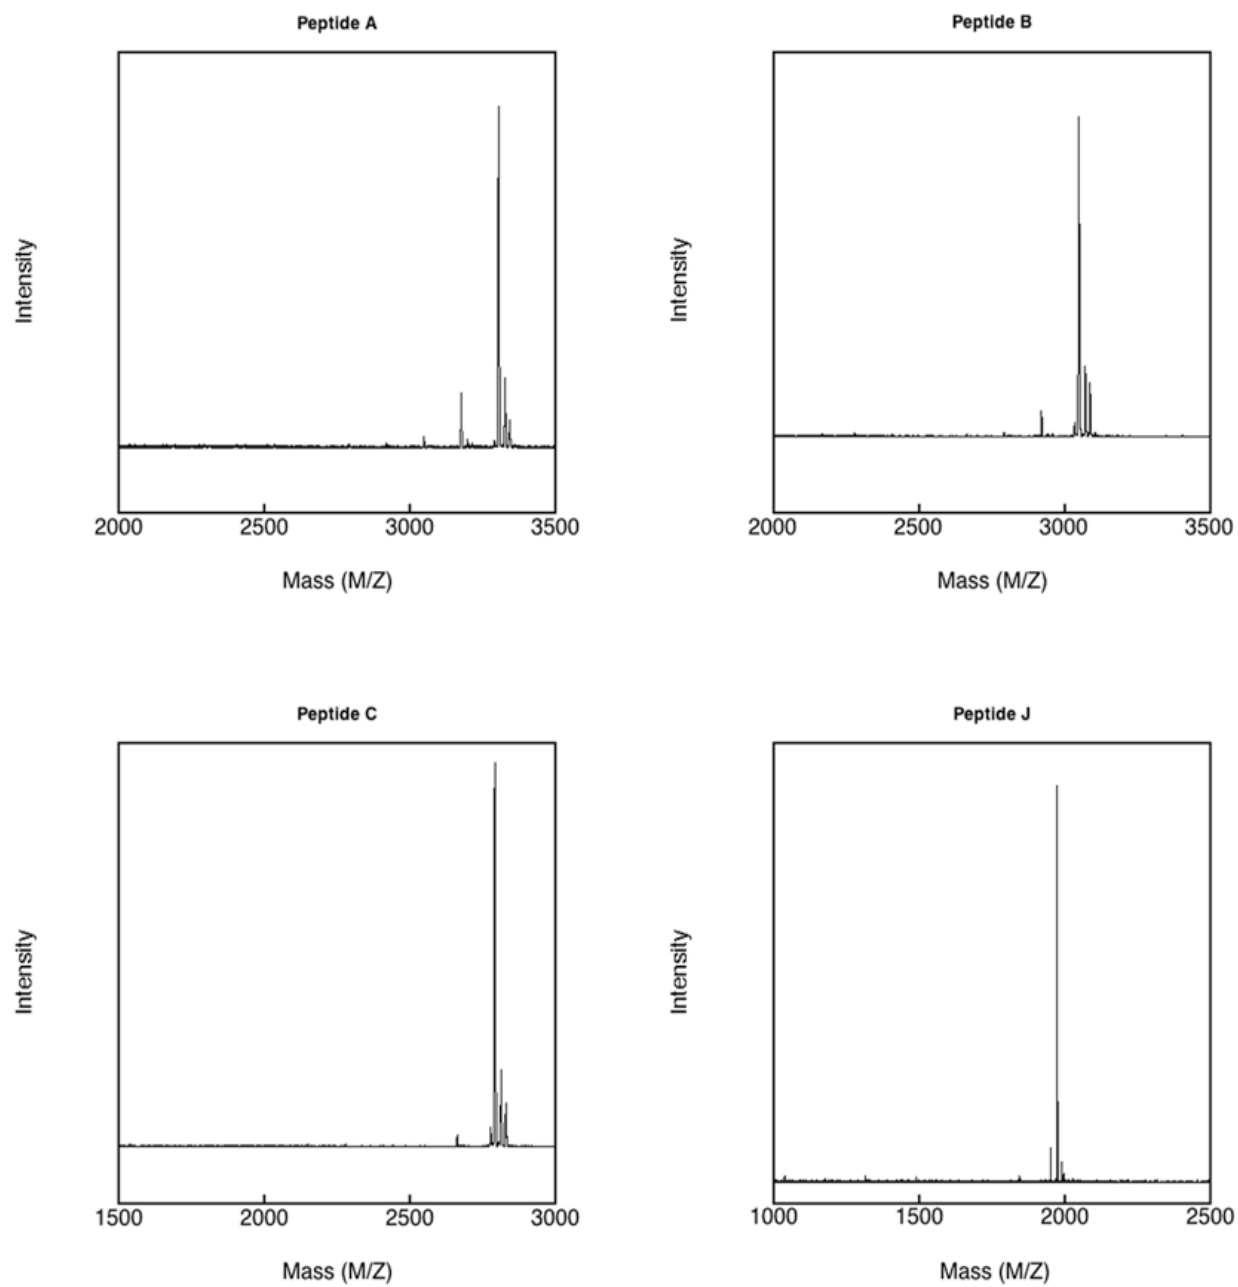 Peptide A
Intensity
2000 2500 3000 3500
Mass (M/Z)
Peptide B
Intensity
2000 2500 3000 3500
Mass (M/Z)
Peptide C
Intensity
1500 2000 2500 3000
Mass (M/Z)
Peptide J
Intensity
1000 1500 2000 2500
Mass (M/Z)